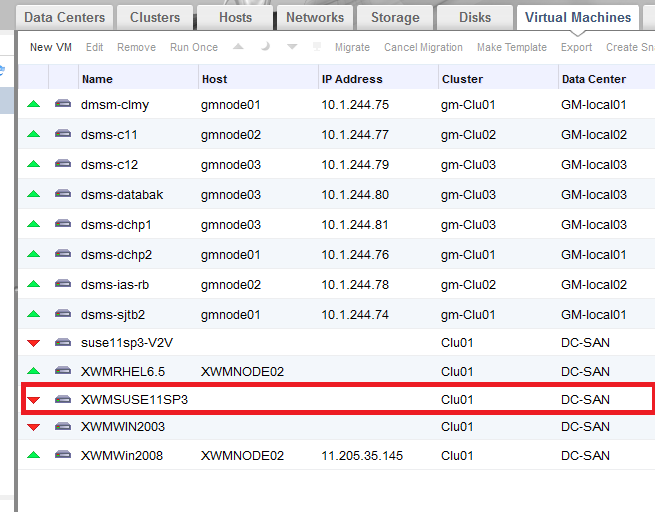 Data Centers Clusters Hosts Networks Storage Disks Virtual Machines
New VM Edit Remove Run Once Migrate Cancel Migration Make Template Export Create Sna
Name Host IP Address Cluster Data Center
dmsm-clmy gmnode01 10.1.244.75 gm-Clu01 GM-local01
dsms-c11 gmnode02 10.1.244.77 gm-Clu02 GM-local02
dsms-c12 gmnode03 10.1.244.79 gm-Clu03 GM-local03
dsms-databak gmnode03 10.1.244.80 gm-Clu03 GM-local03
dsms-dchp1 gmnode03 10.1.244.81 gm-Clu03 GM-local03
dsms-dchp2 gmnode01 10.1.244.76 gm-Clu01 GM-local01
dsms-ias-rb gmnode02 10.1.244.78 gm-Clu02 GM-local02
dsms-sjtb2 gmnode01 10.1.244.74 gm-Clu01 GM-local01
suse11sp3-V2V Clu01 DC-SAN
XWMRHEL6.5 XWMNODE02 Clu01 DC-SAN
XWMSUSE11SP3 Clu01 DC-SAN
XWMWIN2003 Clu01 DC-SAN
XWMWin2008 XWMNODE02 11.205.35.145 Clu01 DC-SAN